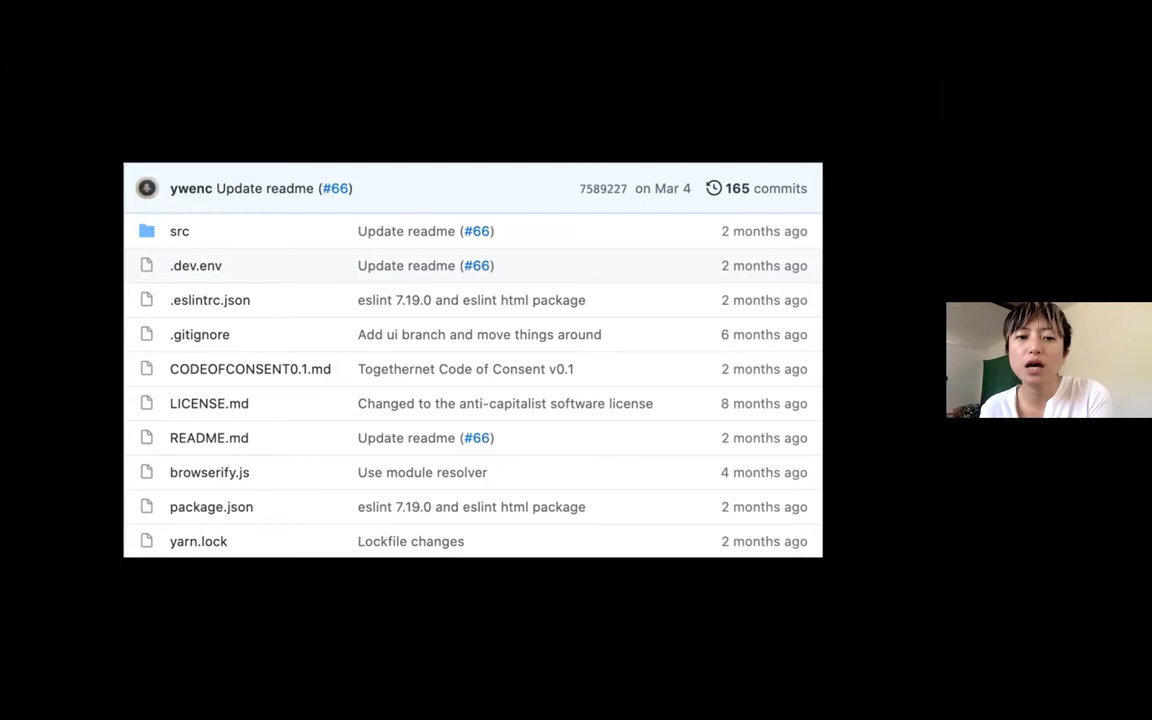 ywenc Update readme (#66) 7589227 on Mar 4 165 commits
src Update readme (#66) 2 months ago
.dev.env Update readme (#66) 2 months ago
.eslintrc.json eslint 7.19.0 and eslint html package 2 months ago
.gitignore Add ui branch and move things around 6 months ago
CODEOFCONSENT0.1.md Togethernet Code of Consent v0.1 2 months ago
LICENSE.md Changed to the anti-capitalist software license 8 months ago
README.md Update readme (#66) 2 months ago
browserify.js Use module resolver 4 months ago
package.json eslint 7.19.0 and eslint html package 2 months ago
yarn.lock Lockfile changes 2 months ago